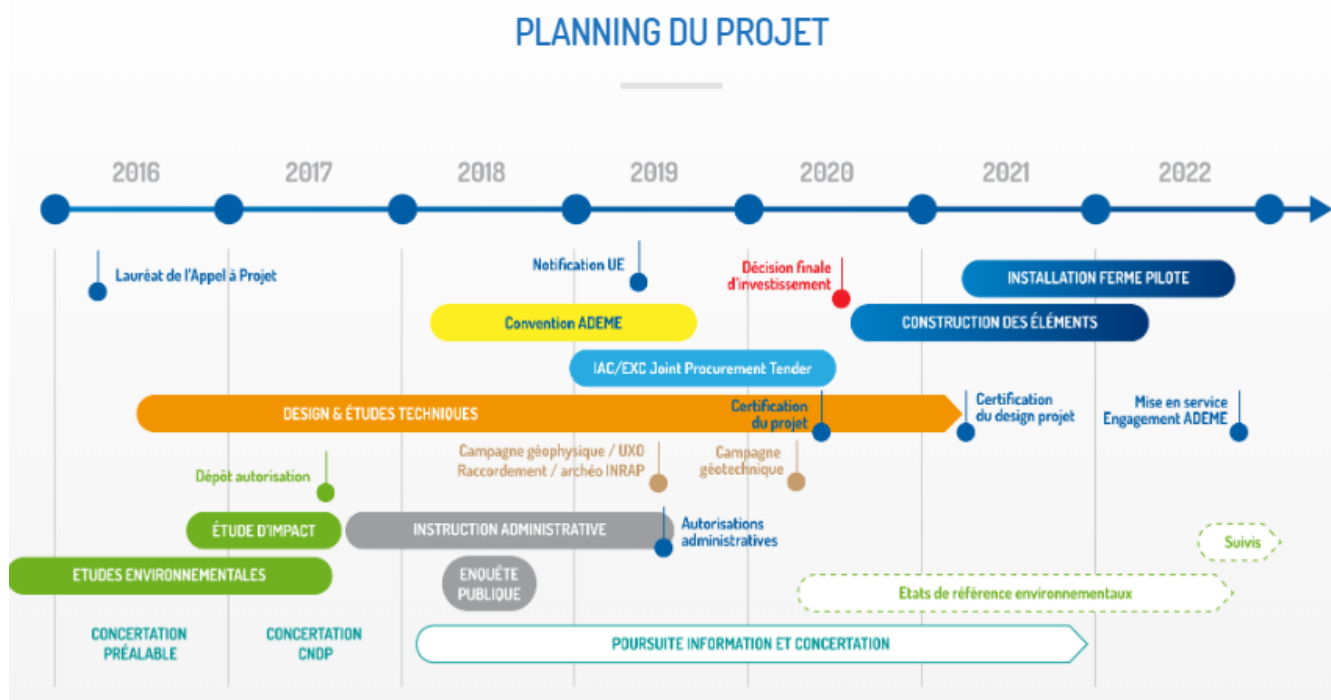 PLANNING DU PROJET
2016 2017 2018 2019 2020 2021 2022
Lauréat de l'Appel à Projet
Notification UE
Décision finale
d'investissement
INSTALLATION FERME PILOTE
Convention ADEME
CONSTRUCTION DES ÉLÉMENTS
IAC/EXC Joint Procurement Tender
DESIGN & ÉTUDES TECHNIQUES
Certification
du projet
Certification
du design projet
Mise en service
Engagement ADEME
Campagne géophysique / UXO
Raccordement / archéo INRAP
Campagne
géotechnique
Dépôt autorisation
ÉTUDE D'IMPACT
INSTRUCTION ADMINISTRATIVE
Autorisations
administratives
Suivis
ETUDES ENVIRONNEMENTALES
ENQUÊTE
PUBLIQUE
Etats de référence environnementaux
CONCERTATION
PRÉALABLE
CONCERTATION
CNDP
POURSUITE INFORMATION ET CONCERTATION